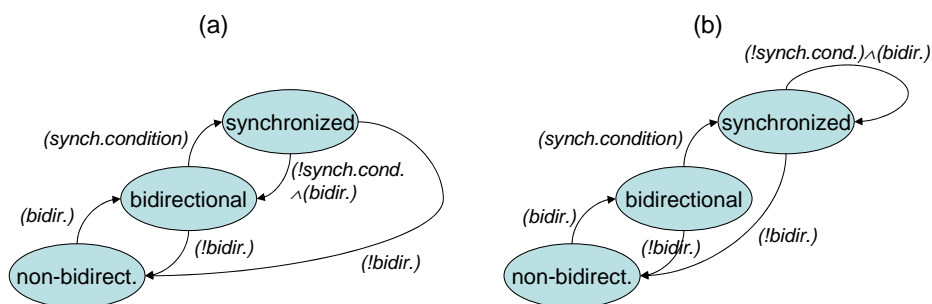 (a)
synchronized
(synch.condition)
(!synch.cond.
∧(bidir.)
bidirectional
(bidir.)
(!bidir.)
(!bidir.)
non-bidirect.
(b)
(!synch.cond.)∧(bidir.)
synchronized
(synch.condition)
bidirectional
(bidir.)
(!bidir.)
(!bidir.)
non-bidirect.